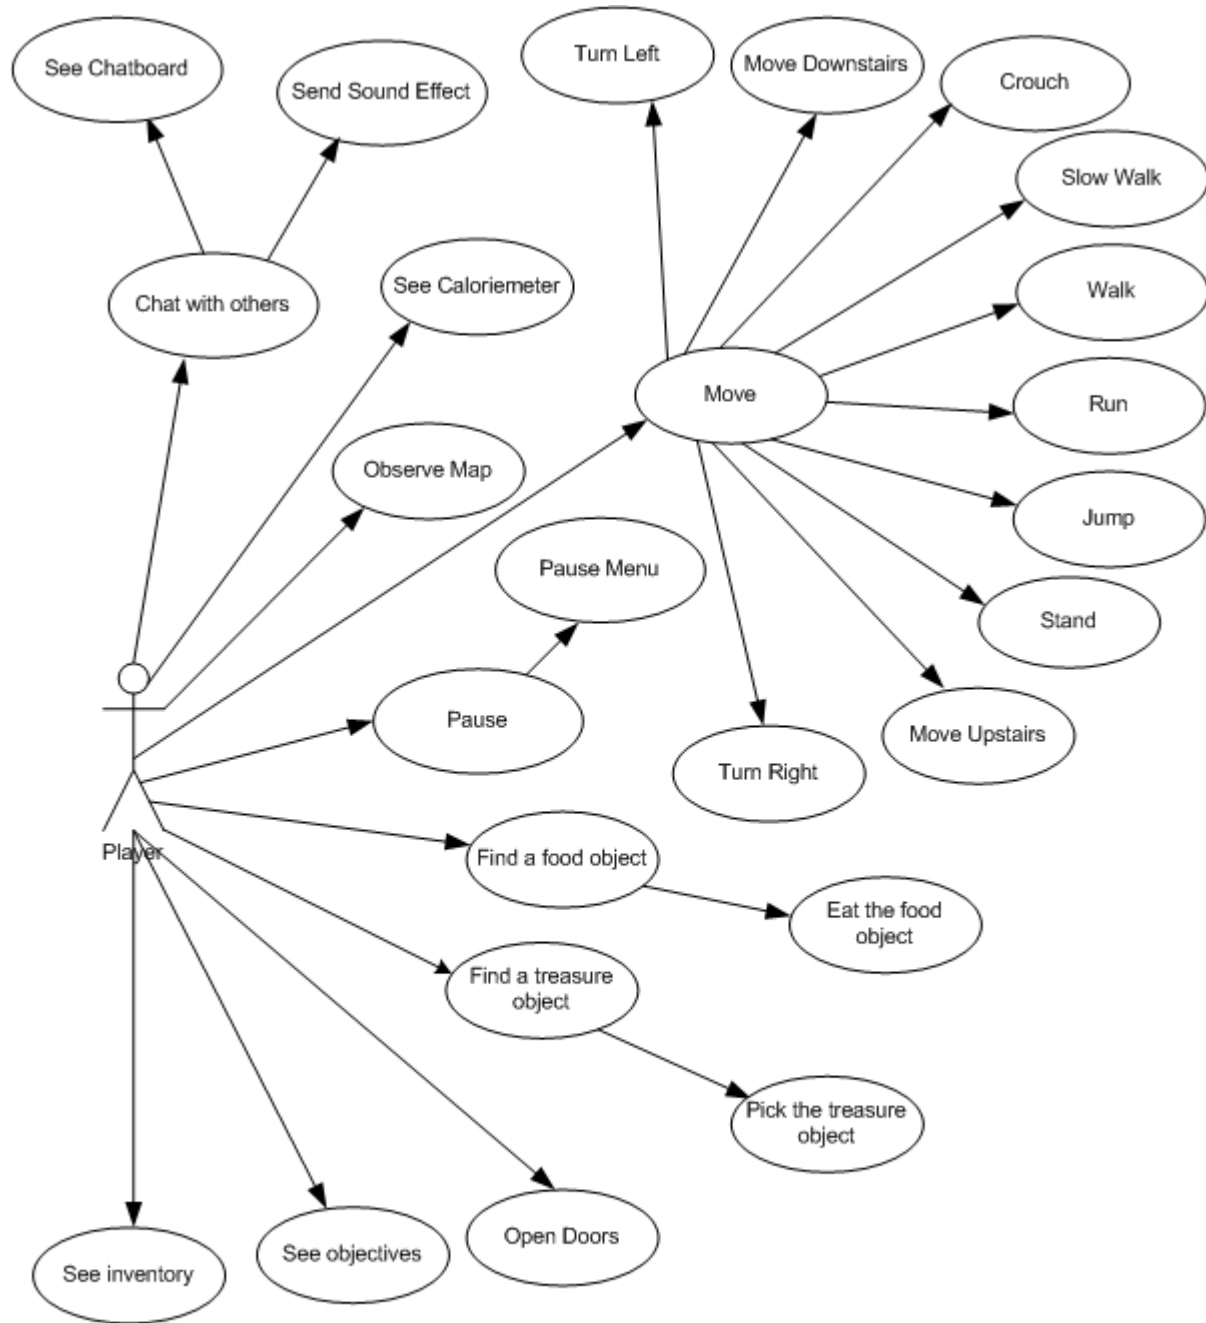 Turn Left
Move Downstairs
See Chatboard
Crouch
Send Sound Effect
Slow Walk
See Caloriemeter
Walk
Chat with others
Move
Run
Observe Map
Jump
Pause Menu
Stand
Pause
Move Upstairs
Turn Right
Player
Find a food object
Eat the food
object
Find a treasure
object
Pick the treasure
object
Open Doors
See objectives
See inventory